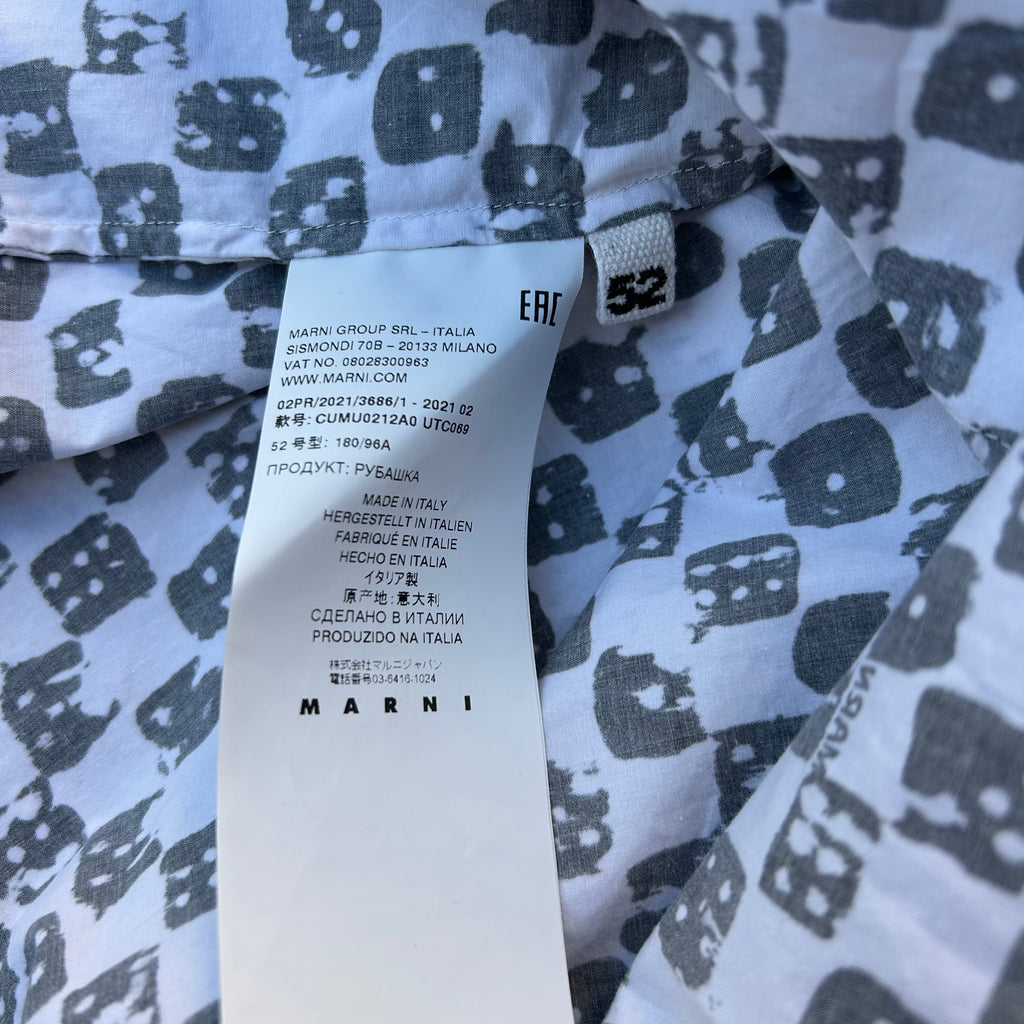 EAC
52
MARNI GROUP SRL – ITALIA
SISMONDI 70B – 20133 MILANO
VAT NO. 08028300963
WWW.MARNI.COM
02PR/2021/3686/1 - 2021 02
款号: CUMU0212A0 UTC069
52 号型: 180/96A
ПРОДУКТ: РУБАШКА
MADE IN ITALY
HERGESTELLT IN ITALIEN
FABRIQUÉ EN ITALIE
HECHO EN ITALIA
イタリア製
原产地:意大利
СДЕЛАНО В ИТАЛИИ
PRODUZIDO NA ITALIA
株式会社マルニジャパン
電話番号03-6416-1024
MARNI
MARNI